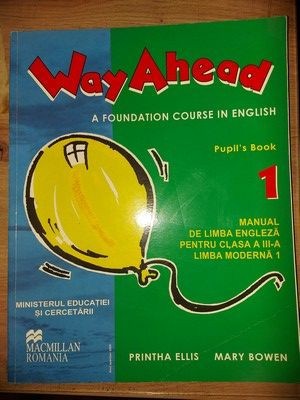 Way Ahead
A FOUNDATION COURSE IN ENGLISH
Pupil's Book
1
MANUAL
DE LIMBA ENGLEZĂ
PENTRU CLASA A III-A
LIMBA MODERNĂ 1
MINISTERUL EDUCAȚIEI
ȘI CERCETĂRII
MACMILLAN
ROMANIA
PRINTHA ELLIS MARY BOWEN